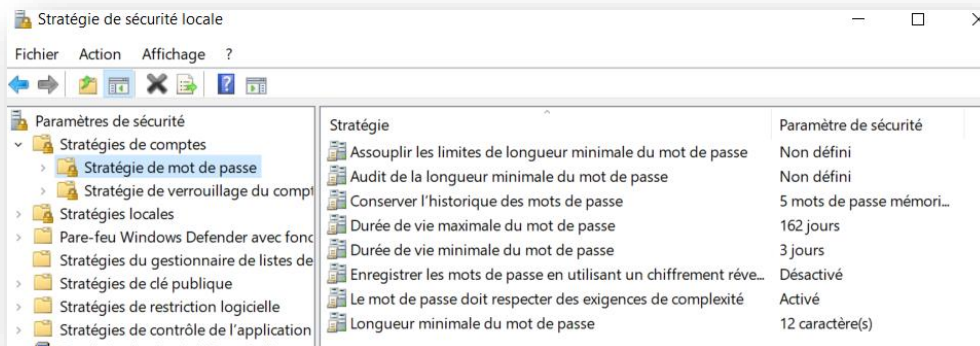 Stratégie de sécurité locale
Fichier Action Affichage ?
Paramètres de sécurité
Stratégies de comptes
Stratégie de mot de passe
Stratégie de verrouillage du compt
Stratégies locales
Pare-feu Windows Defender avec fonc
Stratégies du gestionnaire de listes de
Stratégies de clé publique
Stratégies de restriction logicielle
Stratégies de contrôle de l'application
Stratégie Paramètre de sécurité
Assouplir les limites de longueur minimale du mot de passe Non défini
Audit de la longueur minimale du mot de passe Non défini
Conserver l'historique des mots de passe 5 mots de passe mémori...
Durée de vie maximale du mot de passe 162 jours
Durée de vie minimale du mot de passe 3 jours
Enregistrer les mots de passe en utilisant un chiffrement réve... Désactivé
Le mot de passe doit respecter des exigences de complexité Activé
Longueur minimale du mot de passe 12 caractère(s)